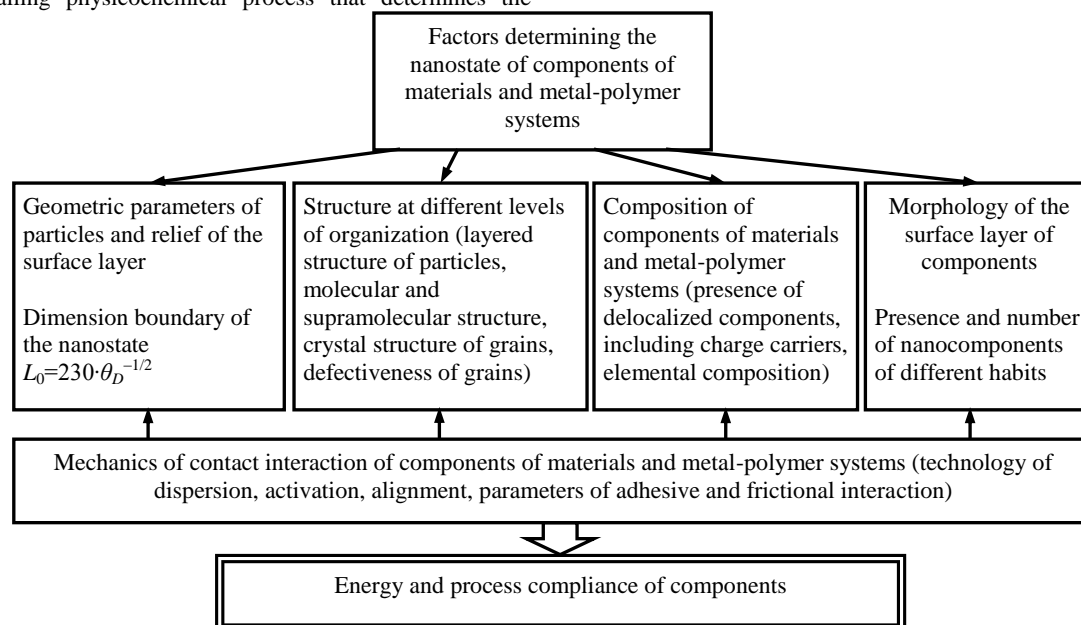 physicochemical process that determines the
Factors determining the
nanostate of components of
materials and metal-polymer
systems
Geometric parameters of
particles and relief of the
surface layer
Dimension boundary of
the nanostate
L₀=230·θ_D⁻¹/²
Structure at different levels
of organization (layered
structure of particles,
molecular and
supramolecular structure,
crystal structure of grains,
defectiveness of grains)
Composition of
components of materials
and metal-polymer
systems (presence of
delocalized components,
including charge carriers,
elemental composition)
Morphology of the
surface layer of
components
Presence and number
of nanocomponents
of different habits
Mechanics of contact interaction of components of materials and metal-polymer systems (technology of
dispersion, activation, alignment, parameters of adhesive and frictional interaction)
Energy and process compliance of components